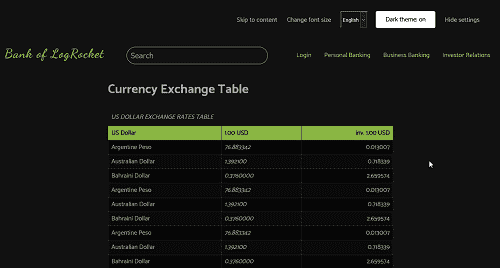 Skip to content Change font size English Dark theme on Hide settings
Bank of LogRocket Search Login Personal Banking Business Banking Investor Relations
Currency Exchange Table
US DOLLAR EXCHANGE RATES TABLE
US Dollar 1.00 USD inv. 1.00 USD
Argentine Peso 76.883342 0.013007
Australian Dollar 1.392100 0.718339
Bahraini Dollar 0.3760000 2.659574
Argentine Peso 76.883342 0.013007
Australian Dollar 1.392100 0.718339
Bahraini Dollar 0.3760000 2.659574
Argentine Peso 76.883342 0.013007
Australian Dollar 1.392100 0.718339
Bahraini Dollar 0.3760000 2.659574